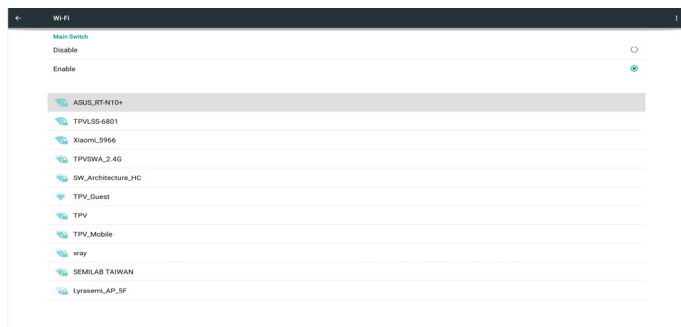 Wi-Fi
Main Switch
Disable
Enable
ASUS_RT-N10+
TPVLSS-6801
Xiaomi_5966
TPVSWA_2.4G
SW_Architecture_HC
TPV_Guest
TPV
TPV_Mobile
xray
SEMILAB TAIWAN
Lyrasemi_AP_5F